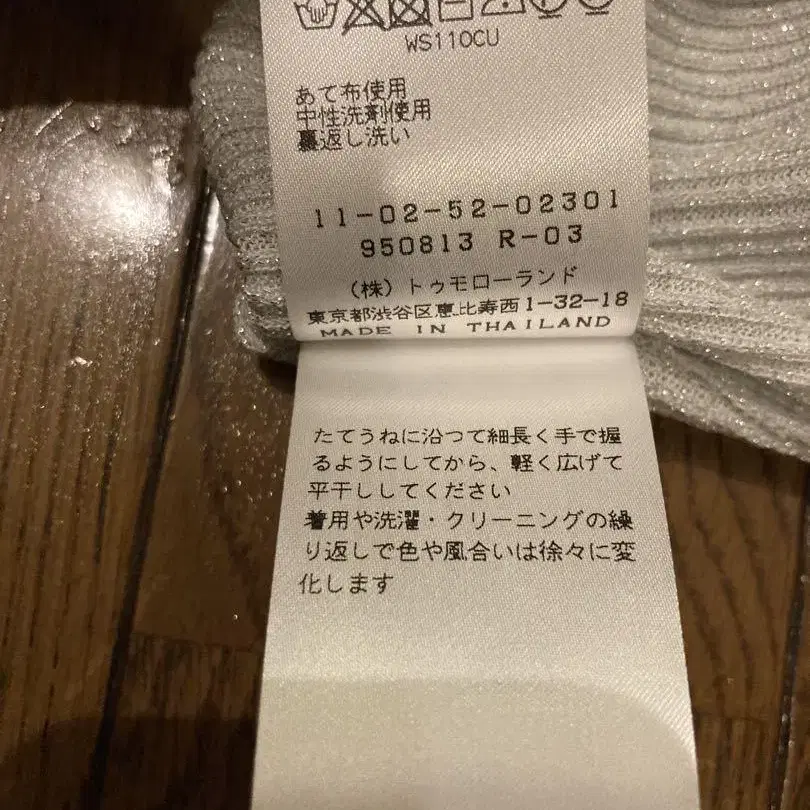 WS110CU
あて布使用
中性洗剤使用
裏返し洗い
11-02-52-02301
950813 R-03
(株)トゥモローランド
東京都渋谷区恵比寿西1-32-18
MADE IN THAILAND
たてうねに沿つて細長く手で握
るようにしてから、軽く広げて
平干ししてください
着用や洗濯・クリーニングの繰
り返しで色や風合いは徐々に変
化します